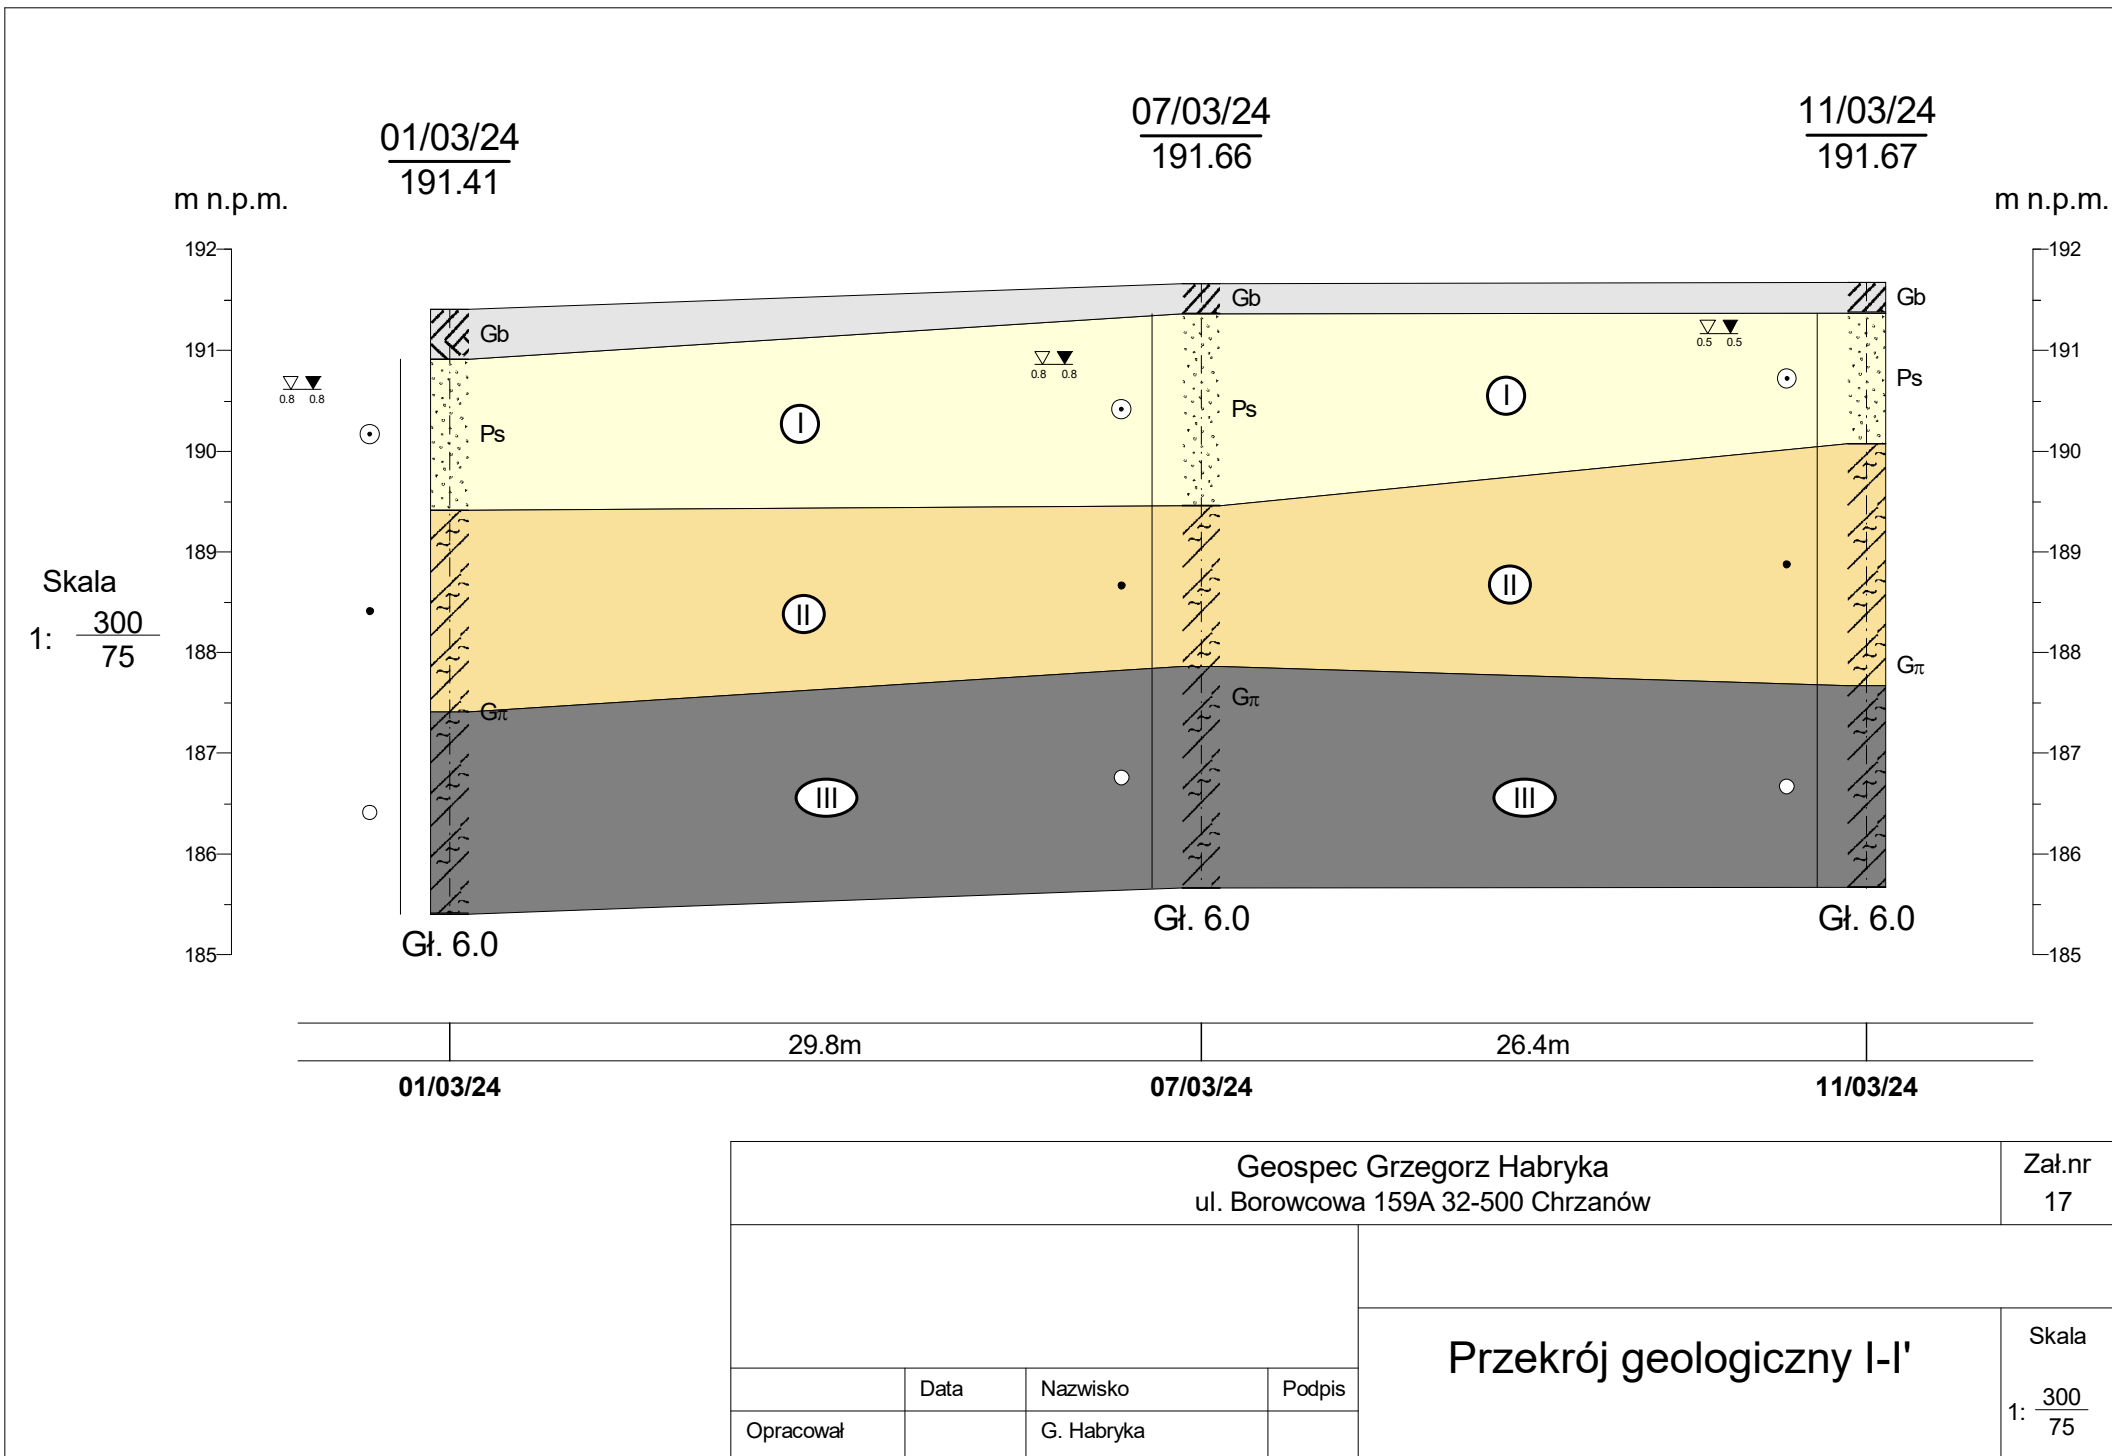 01/03/24
191.41
07/03/24
191.66
11/03/24
191.67
m n.p.m.
m n.p.m.
192
191
190
189
188
187
186
185
192
191
190
189
188
187
186
185
Skala
1: 300
75
0.8 0.8
0.8 0.8
0.5 0.5
Gb
Ps
Gπ
Gb
Ps
Gπ
Gb
Ps
Gπ
I
I
II
II
III
III
Gł. 6.0
Gł. 6.0
Gł. 6.0
29.8m
26.4m
01/03/24
07/03/24
11/03/24
Geospec Grzegorz Habryka
ul. Borowcowa 159A 32-500 Chrzanów
Zał.nr
17
Przekrój geologiczny I-I'
Skala
1: 300
75
Data Nazwisko Podpis
Opracował G. Habryka